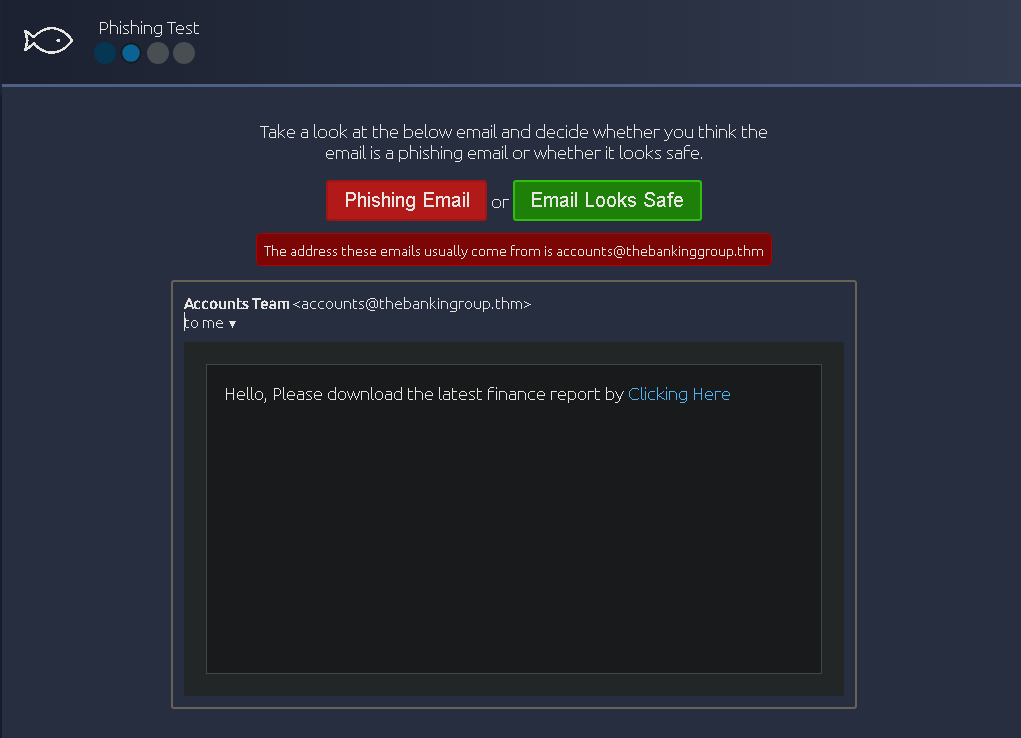 Phishing Test
Take a look at the below email and decide whether you think the
email is a phishing email or whether it looks safe.
Phishing Email or Email Looks Safe
The address these emails usually come from is accounts@thebankinggroup.thm
Accounts Team <accounts@thebankingroup.thm>
to me ▼
Hello, Please download the latest finance report by Clicking Here